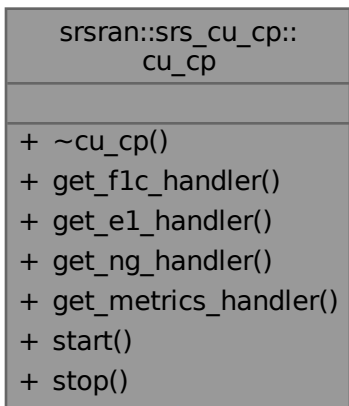 srsran::srs_cu_cp::
cu_cp
+ ~cu_cp()
+ get_f1c_handler()
+ get_e1_handler()
+ get_ng_handler()
+ get_metrics_handler()
+ start()
+ stop()